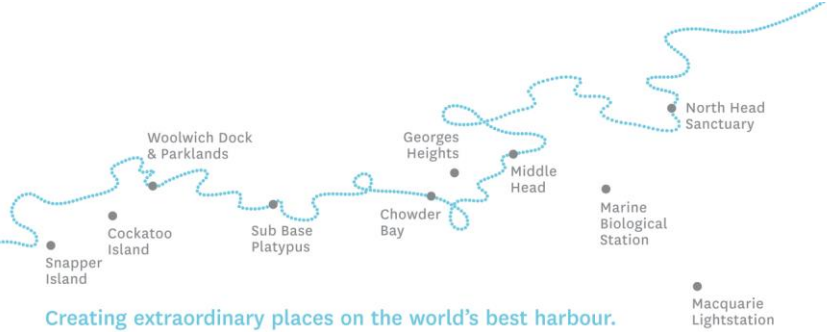 North Head
Sanctuary
Woolwich Dock
& Parklands
Georges
Heights
Middle
Head
Cockatoo
Island
Sub Base
Platypus
Chowder
Bay
Marine
Biological
Station
Snapper
Island
Macquarie
Lightstation
Creating extraordinary places on the world's best harbour.